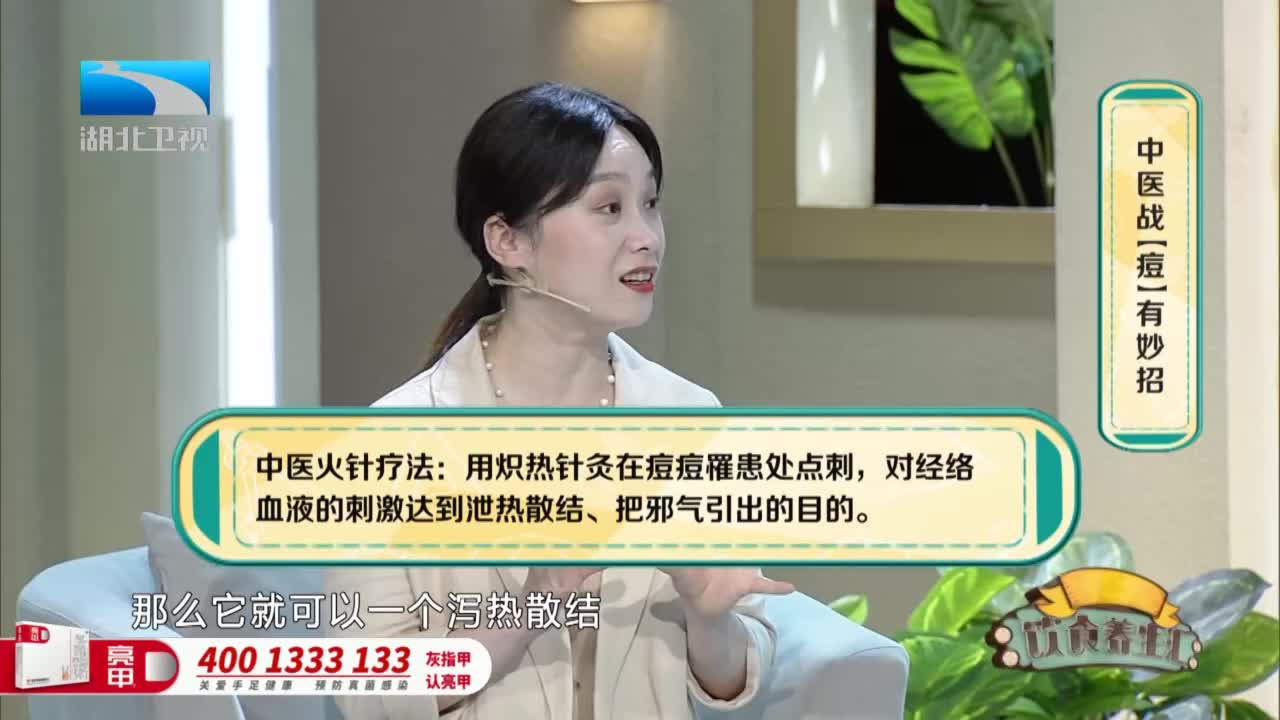 湖北卫视
中医战【痘】有妙招
中医火针疗法：用炽热针灸在痘痘罹患处点刺，对经络
血液的刺激达到泄热散结、把邪气引出的目的。
那么它就可以一个泻热散结
亮甲
400 1333 133
关爱手足健康 预防真菌感染
灰指甲
认亮甲
饮食养生汇